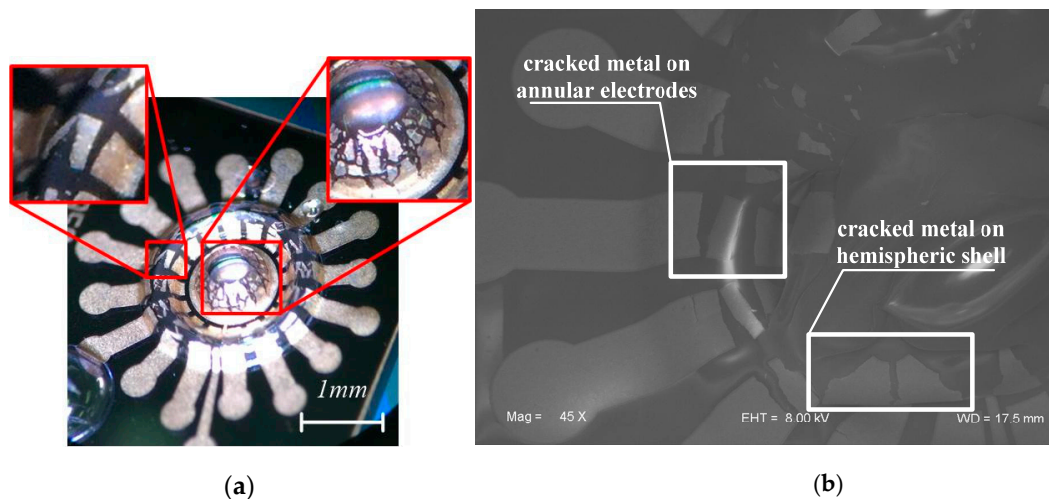 cracked metal on
annular electrodes
cracked metal on
hemispheric shell
1mm
Mag = 45 X
EHT = 8.00 kV
WD = 17.5 mm
(a)
(b)